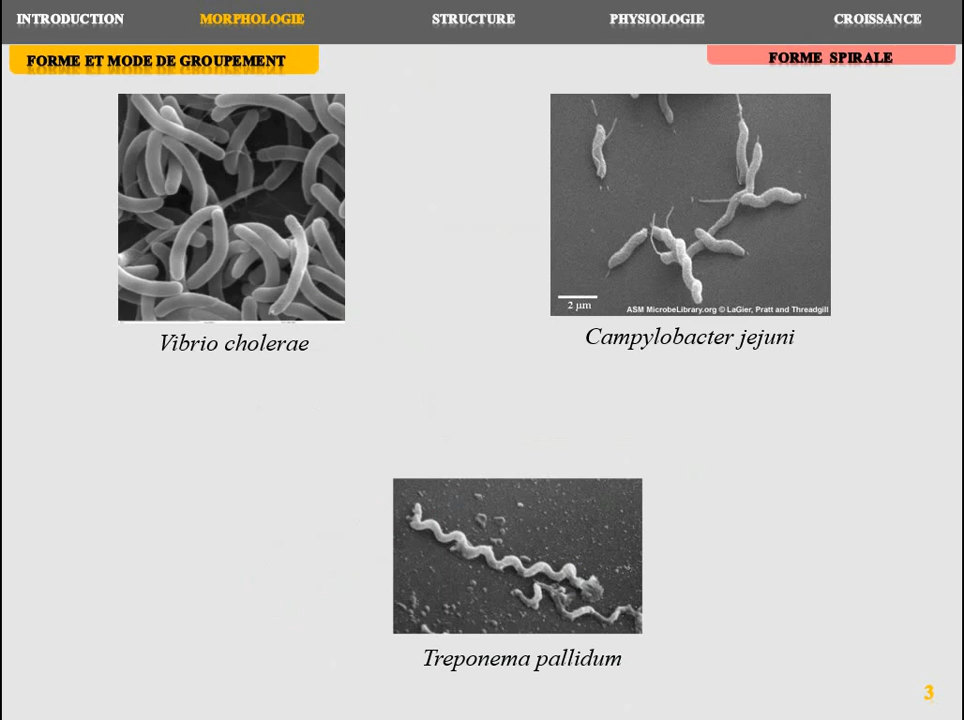 INTRODUCTION MORPHOLOGIE STRUCTURE PHYSIOLOGIE CROISSANCE
FORME ET MODE DE GROUPEMENT
FORME SPIRALE
2 µm
ASM MicrobeLibrary.org © LaGier, Pratt and Threadgill
Vibrio cholerae
Campylobacter jejuni
Treponema pallidum
3